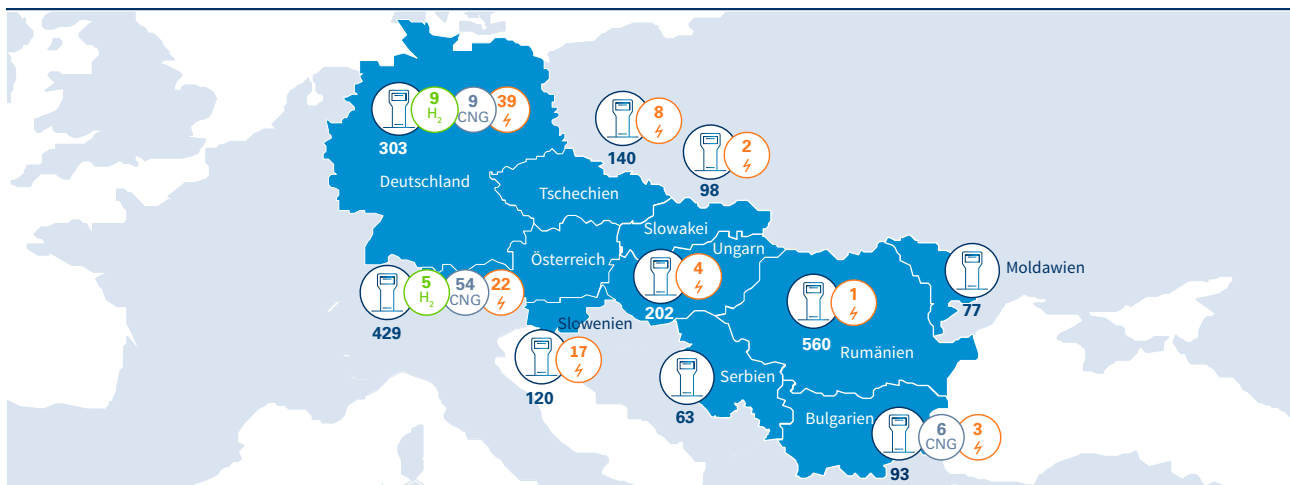 9
H₂
9
CNG
39
303
Deutschland
8
140
2
98
Tschechien
Slowakei
Ungarn
Österreich
4
202
5
H₂
54
CNG
22
429
Slowenien
17
120
Moldawien
77
1
560
Rumänien
Serbien
63
Bulgarien
6
CNG
3
93